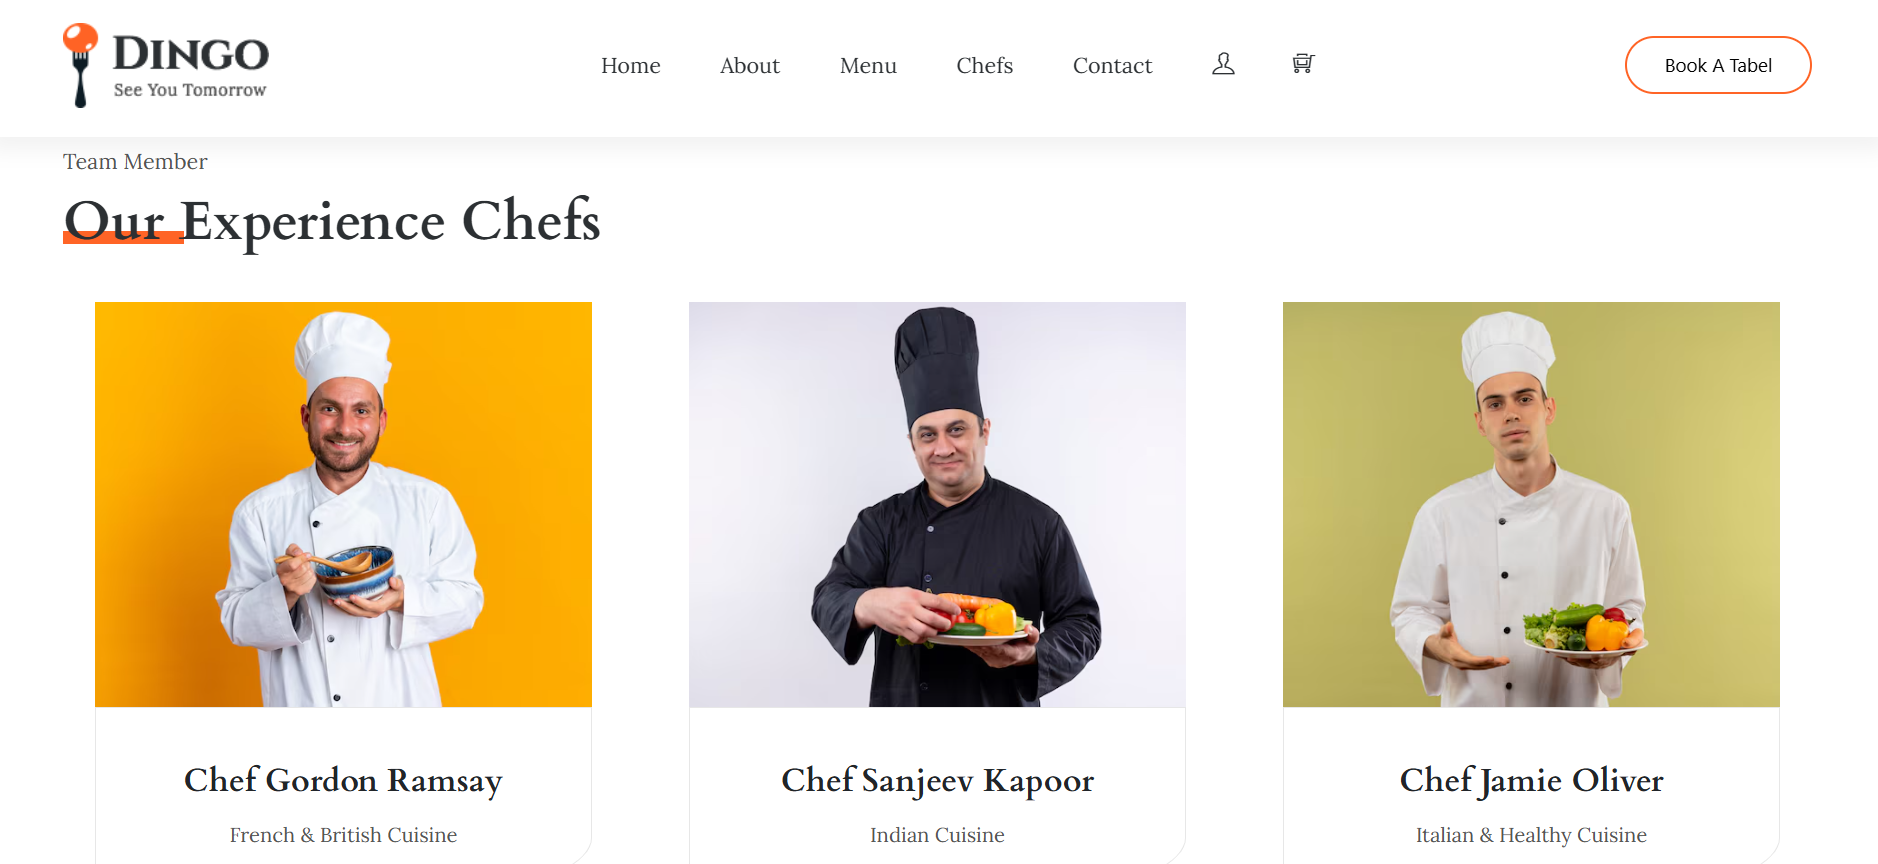 DINGO
See You Tomorrow
Home About Menu Chefs Contact
Book A Tabel
Team Member
Our Experience Chefs
Chef Gordon Ramsay
French & British Cuisine
Chef Sanjeev Kapoor
Indian Cuisine
Chef Jamie Oliver
Italian & Healthy Cuisine